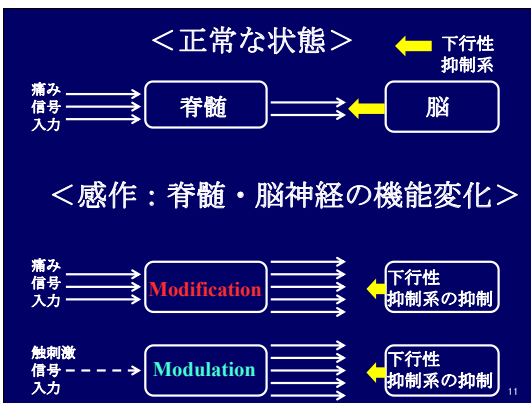 ＜正常な状態＞
下行性
抑制系
痛み
信号
入力
脊髄
脳
＜感作：脊髄・脳神経の機能変化＞
痛み
信号
入力
Modification
下行性
抑制系の抑制
触刺激
信号
入力
Modulation
下行性
抑制系の抑制
11